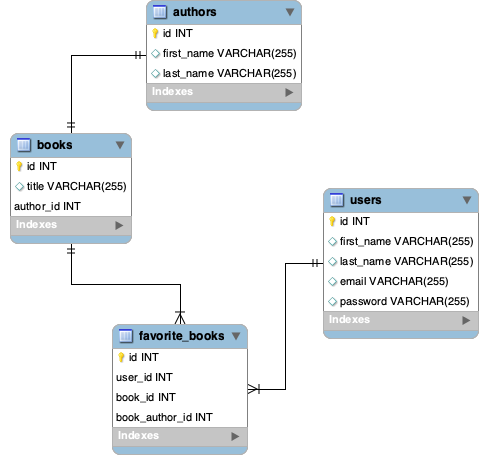 authors
id INT
first_name VARCHAR(255)
last_name VARCHAR(255)
Indexes
books
id INT
title VARCHAR(255)
author_id INT
Indexes
users
id INT
first_name VARCHAR(255)
last_name VARCHAR(255)
email VARCHAR(255)
password VARCHAR(255)
Indexes
favorite_books
id INT
user_id INT
book_id INT
book_author_id INT
Indexes